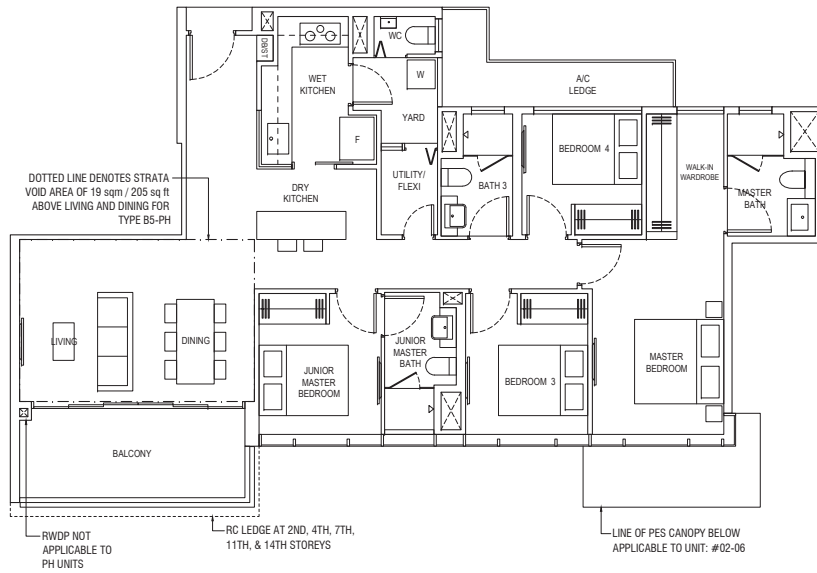 DB/ST
WC
WET
KITCHEN
W
YARD
F
A/C
LEDGE
BEDROOM 4
WALK-IN
WARDROBE
MASTER
BATH
UTILITY/
FLEXI
BATH 3
DRY
KITCHEN
DOTTED LINE DENOTES STRATA
VOID AREA OF 19 sqm / 205 sq ft
ABOVE LIVING AND DINING FOR
TYPE B5-PH
LIVING
DINING
JUNIOR
MASTER
BEDROOM
JUNIOR
MASTER
BATH
BEDROOM 3
MASTER
BEDROOM
BALCONY
RWDP NOT
APPLICABLE TO
PH UNITS
RC LEDGE AT 2ND, 4TH, 7TH,
11TH, & 14TH STOREYS
LINE OF PES CANOPY BELOW
APPLICABLE TO UNIT: #02-06